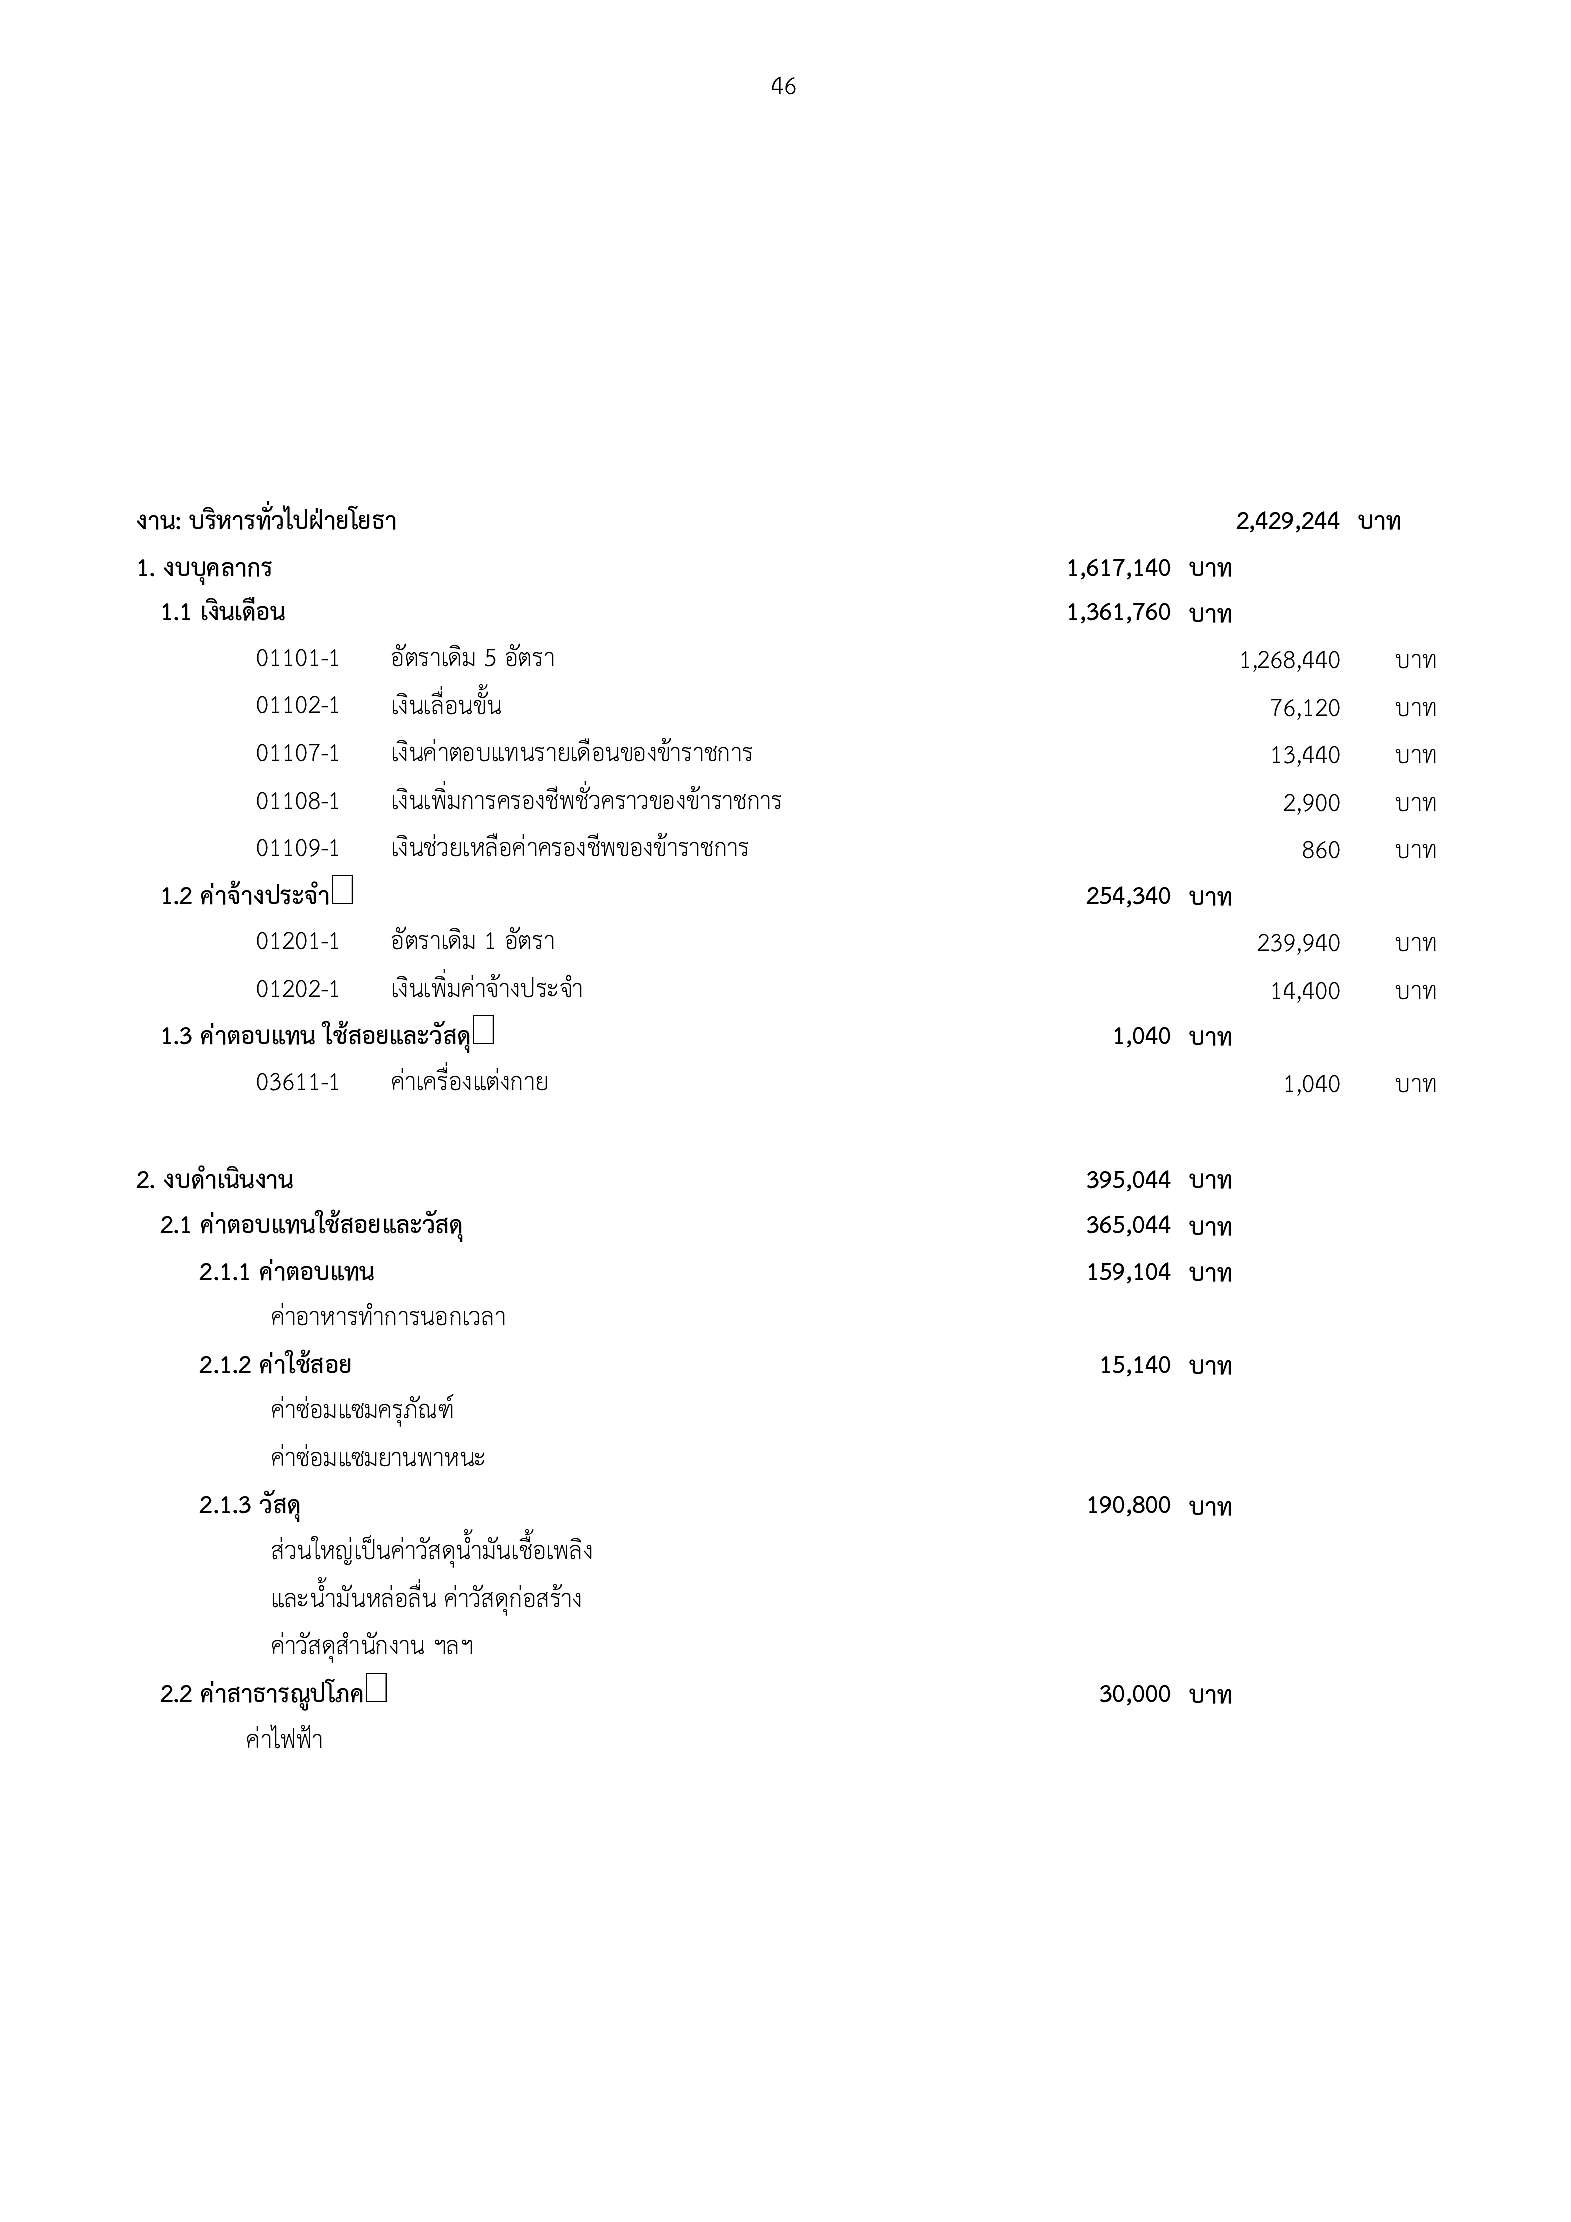 46
งาน: บริหารทั่วไปฝ่ายโยธา 2,429,244 บาท
1. งบบุคลากร 1,617,140 บาท
1.1 เงินเดือน 1,361,760 บาท
01101-1 อัตราเดิม 5 อัตรา 1,268,440 บาท
01102-1 เงินเลื่อนขั้น 76,120 บาท
01107-1 เงินค่าตอบแทนรายเดือนของข้าราชการ 13,440 บาท
01108-1 เงินเพิ่มการครองชีพชั่วคราวของข้าราชการ 2,900 บาท
01109-1 เงินช่วยเหลือค่าครองชีพของข้าราชการ 860 บาท
1.2 ค่าจ้างประจำ 254,340 บาท
01201-1 อัตราเดิม 1 อัตรา 239,940 บาท
01202-1 เงินเพิ่มค่าจ้างประจำ 14,400 บาท
1.3 ค่าตอบแทน ใช้สอยและวัสดุ 1,040 บาท
03611-1 ค่าเครื่องแต่งกาย 1,040 บาท
2. งบดำเนินงาน 395,044 บาท
2.1 ค่าตอบแทนใช้สอยและวัสดุ 365,044 บาท
2.1.1 ค่าตอบแทน 159,104 บาท
ค่าอาหารทำการนอกเวลา
2.1.2 ค่าใช้สอย 15,140 บาท
ค่าซ่อมแซมครุภัณฑ์
ค่าซ่อมแซมยานพาหนะ
2.1.3 วัสดุ 190,800 บาท
ส่วนใหญ่เป็นค่าวัสดุน้ำมันเชื้อเพลิง
และน้ำมันหล่อลื่น ค่าวัสดุก่อสร้าง
ค่าวัสดุสำนักงาน ฯลฯ
2.2 ค่าสาธารณูปโภค 30,000 บาท
ค่าไฟฟ้า